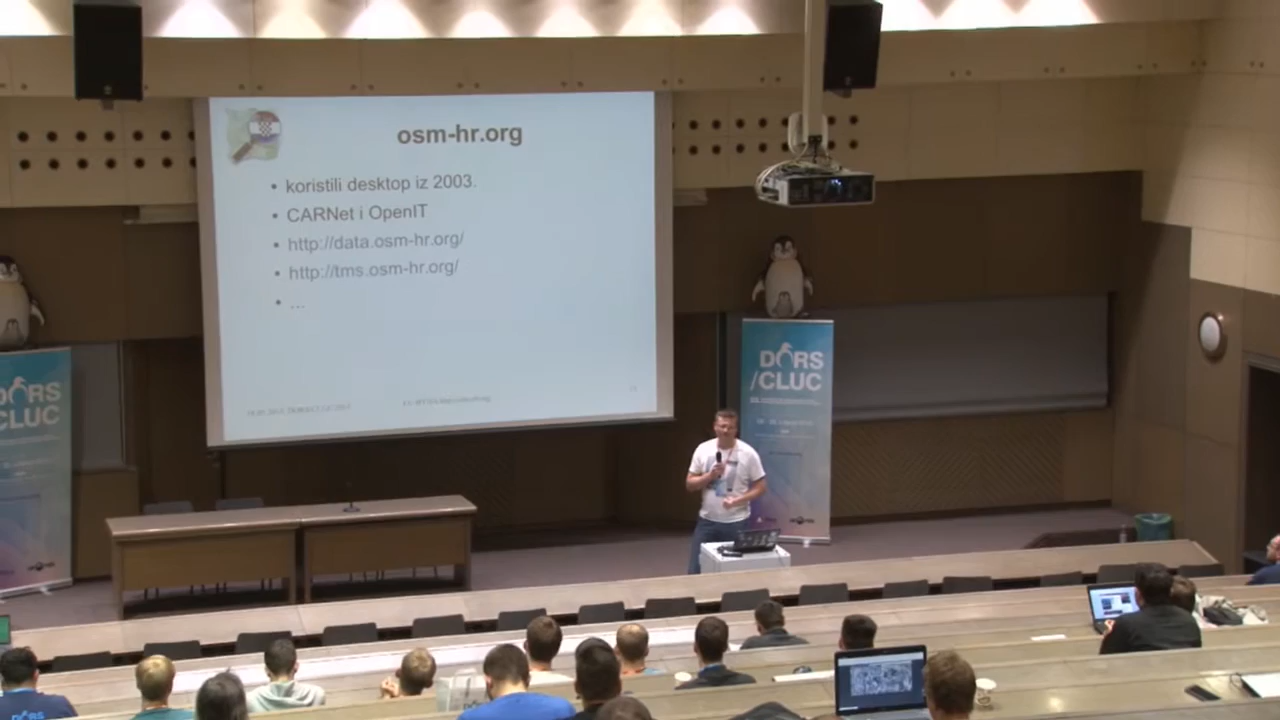 osm-hr.org
• koristili desktop iz 2003.
• CARNet i OpenIT
• http://data.osm-hr.org/
• http://tms.osm-hr.org/
• ...
DORS
/CLUC
DORS
CLUC
DORS